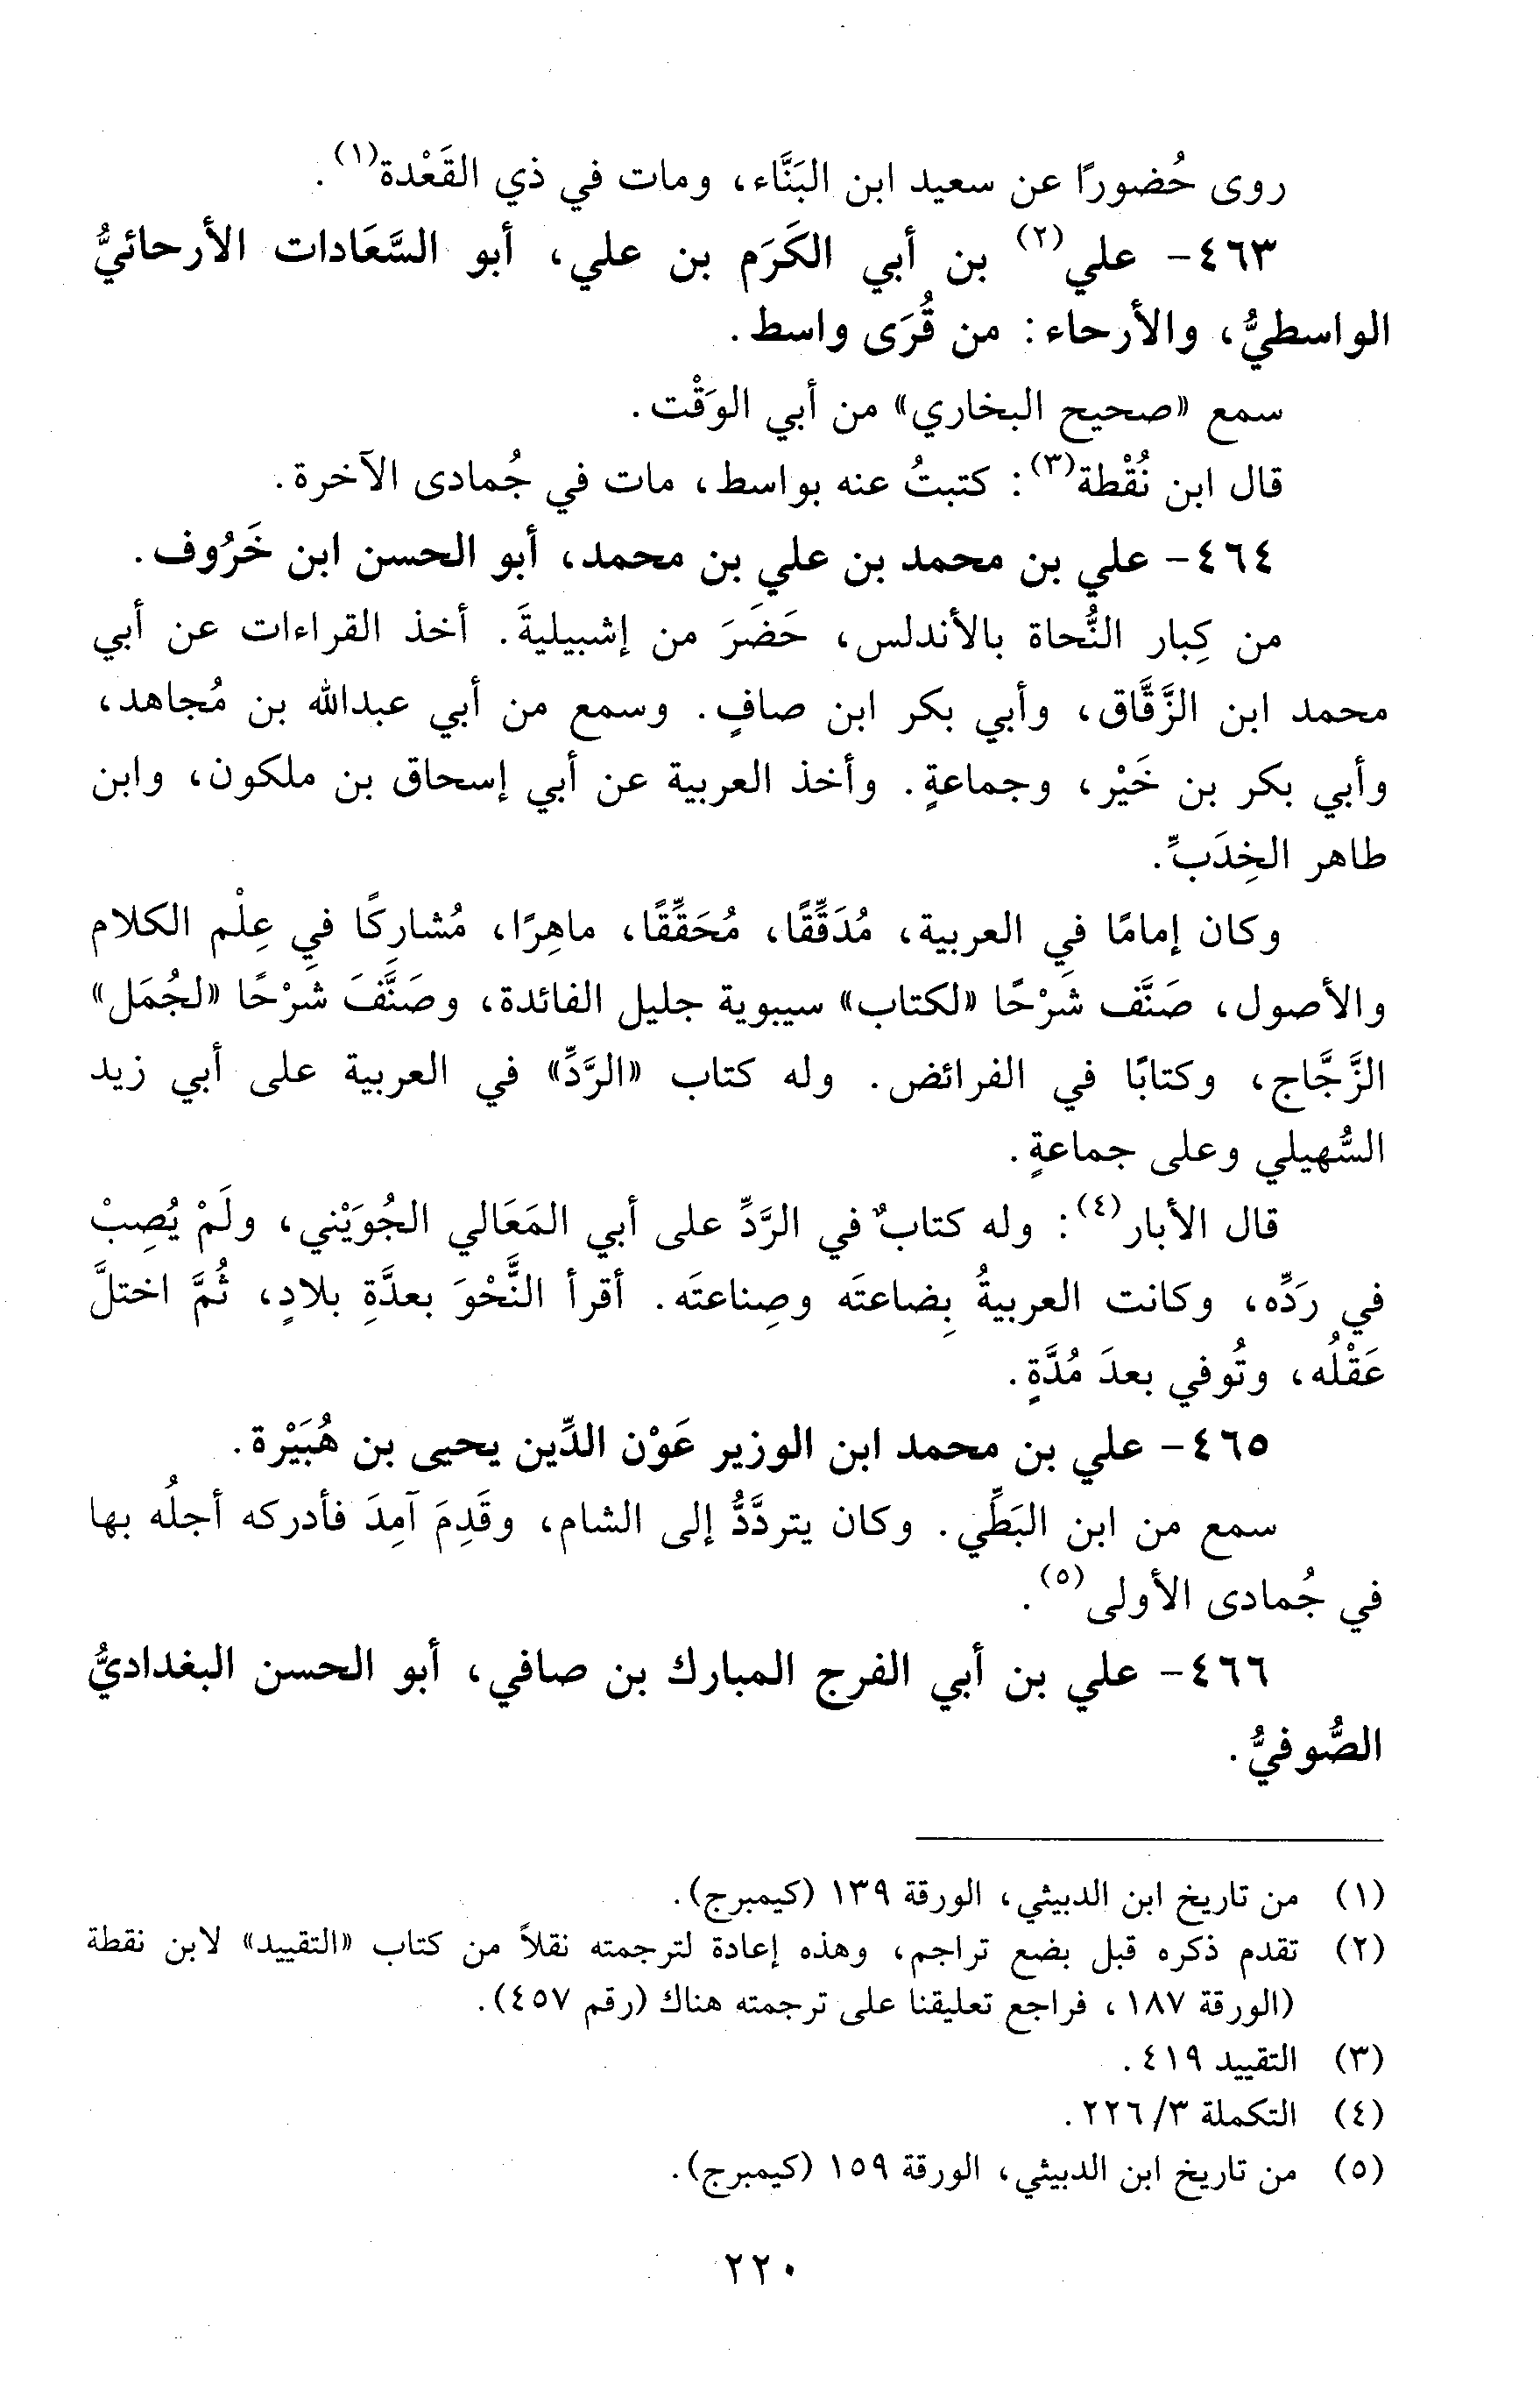 روى حُضورًا عن سعيد ابن البَنَّاء، ومات في ذي القَعْدة(١).
٤٦٣- علي(٢) بن أبي الكَرَم بن علي، أبو السَّعَادات الأرحائيُّ
الواسطيُّ، والأرحاء: من قُرَى واسط.
سمع «صحيح البخاري» من أبي الوَقْت.
قال ابن نُقْطة(٣): كتبتُ عنه بواسط، مات في جُمادى الآخرة.
٤٦٤- علي بن محمد بن علي بن محمد، أبو الحسن ابن خَرُوف.
من كِبار النُّحاة بالأندلس، حَضَرَ من إشبيليةَ. أخذ القراءات عن أبي
محمد ابن الزَّقَّاق، وأبي بكر ابن صافٍ. وسمع من أبي عبدالله بن مُجاهد،
وأبي بكر بن خَيْر، وجماعةٍ. وأخذ العربية عن أبي إسحاق بن ملكون، وابن
طاهر الخِدَبِّ.
وكان إمامًا في العربية، مُدَقِّقًا، مُحَقِّقًا، ماهِرًا، مُشارِكًا في عِلْم الكلام
والأصول، صَنَّف شَرْحًا «لكتاب» سيبوية جليل الفائدة، وصَنَّفَ شَرْحًا «لجُمَل»
الزَّجَّاج، وكتابًا في الفرائض. وله كتاب «الرَّدِّ» في العربية على أبي زيد
السُّهيلي وعلى جماعةٍ.
قال الأبار(٤): وله كتابٌ في الرَّدِّ على أبي المَعَالي الجُوَيْني، ولَمْ يُصِبْ
في رَدِّه، وكانت العربيةُ بِضاعتَه وصِناعتَه. أقرأ النَّحْوَ بعدَّةِ بلادٍ، ثُمَّ اختلَّ
عَقْلُه، وتُوفي بعدَ مُدَّةٍ.
٤٦٥- علي بن محمد ابن الوزير عَوْن الدِّين يحيى بن هُبَيْرة.
سمع من ابن البَطِّي. وكان يتردَّدُ إلى الشام، وقَدِمَ آمِدَ فأدركه أجلُه بها
في جُمادى الأولى(٥).
٤٦٦- علي بن أبي الفرج المبارك بن صافي، أبو الحسن البغداديُّ
الصُّوفيُّ.
(١) من تاريخ ابن الدبيثي، الورقة ١٣٩ (كيمبرج).
(٢) تقدم ذكره قبل بضع تراجم، وهذه إعادة لترجمته نقلاً من كتاب «التقييد» لابن نقطة
(الورقة ١٨٧، فراجع تعليقنا على ترجمته هناك (رقم ٤٥٧).
(٣) التقييد ٤١٩.
(٤) التكملة ٣/ ٢٢٦.
(٥) من تاريخ ابن الدبيثي، الورقة ١٥٩ (كيمبرج).
٢٢٠